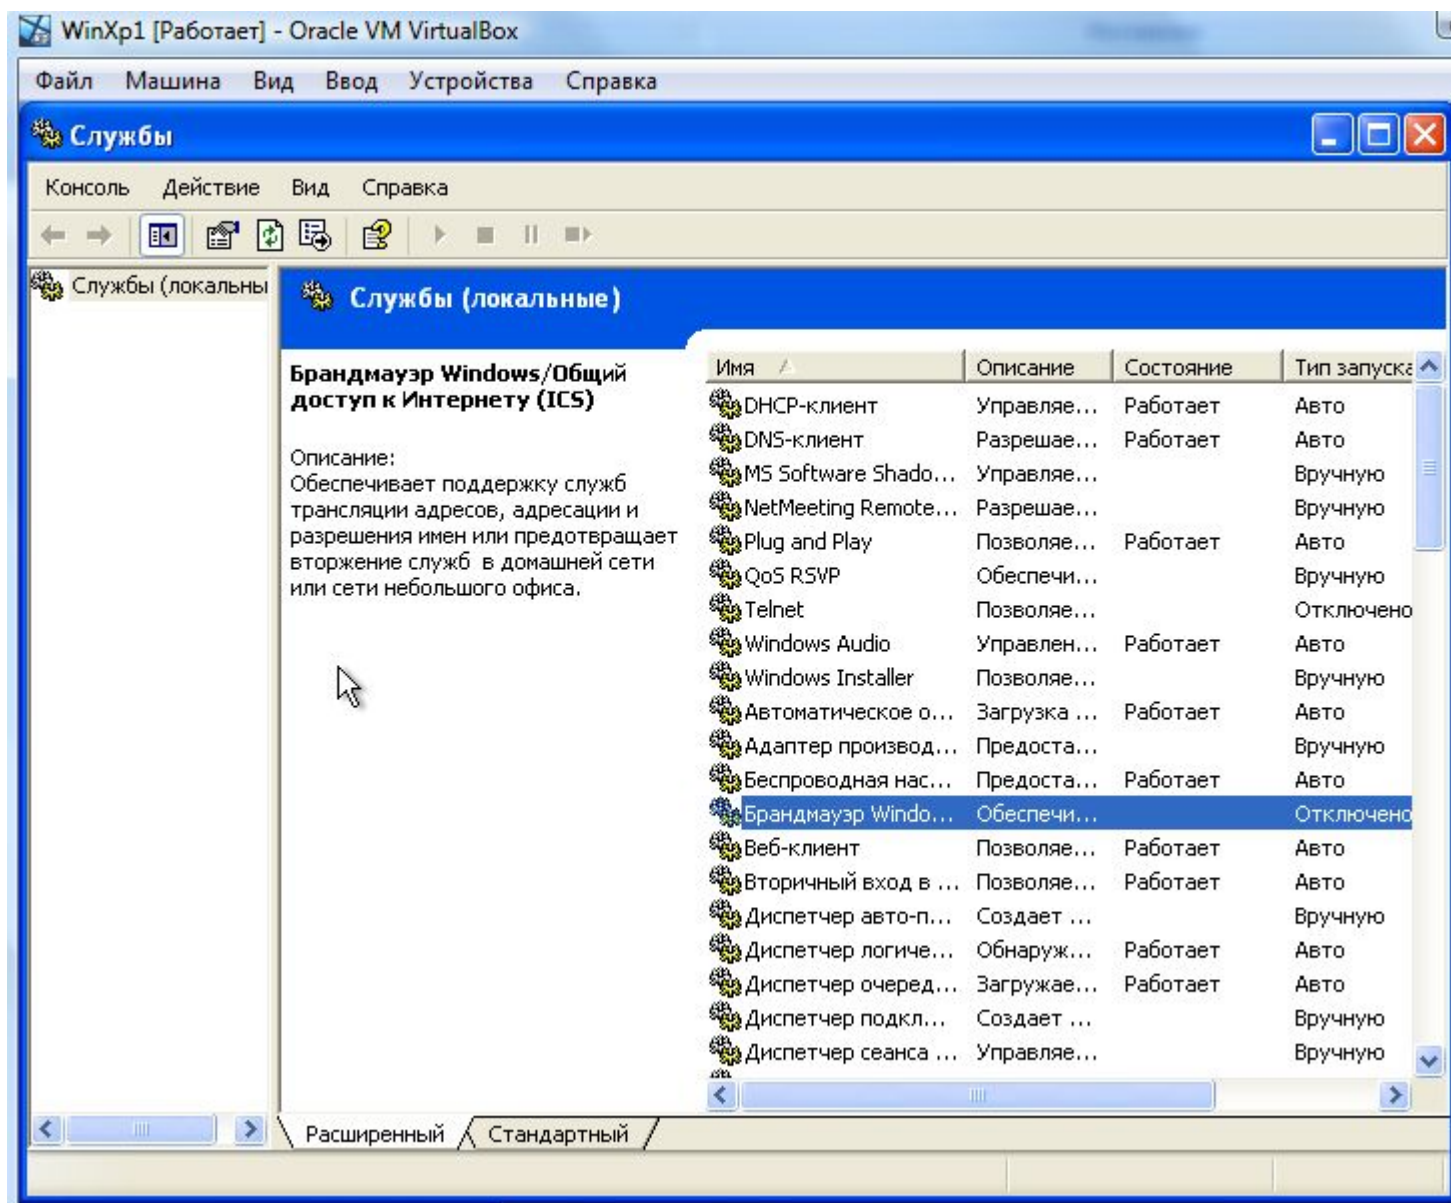 WinXp1 [Работает] - Oracle VM VirtualBox
Файл Машина Вид Ввод Устройства Справка
Службы
Консоль Действие Вид Справка
Службы (локальны
Службы (локальные)
Брандмауэр Windows/Общий
доступ к Интернету (ICS)
Описание:
Обеспечивает поддержку служб
трансляции адресов, адресации и
разрешения имен или предотвращает
вторжение служб в домашней сети
или сети небольшого офиса.
Имя Описание Состояние Тип запуска
DHCP-клиент Управляе... Работает Авто
DNS-клиент Разрешае... Работает Авто
MS Software Shado... Управляе... Вручную
NetMeeting Remote... Разрешае... Вручную
Plug and Play Позволяе... Работает Авто
QoS RSVP Обеспечи... Вручную
Telnet Позволяе... Отключено
Windows Audio Управлен... Работает Авто
Windows Installer Позволяе... Вручную
Автоматическое о... Загрузка ... Работает Авто
Адаптер производ... Предоста... Вручную
Беспроводная нас... Предоста... Работает Авто
Брандмауэр Windo... Обеспечи... Отключено
Веб-клиент Позволяе... Работает Авто
Вторичный вход в ... Позволяе... Работает Авто
Диспетчер авто-п... Создает ... Вручную
Диспетчер логиче... Обнаруж... Работает Авто
Диспетчер очеред... Загружае... Работает Авто
Диспетчер подкл... Создает ... Вручную
Диспетчер сеанса ... Управляе... Вручную
Расширенный Стандартный